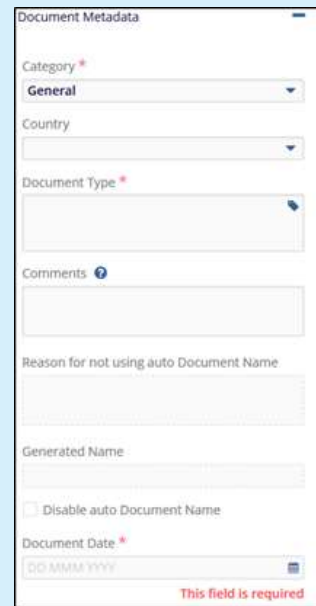 Document Metadata
Category *
General
Country
Document Type *
Comments ?
Reason for not using auto Document Name
Generated Name
Disable auto Document Name
Document Date *
DD MMM YYYY
This field is required